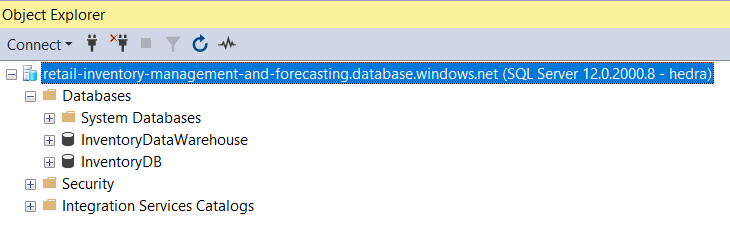 Object Explorer
Connect
retail-inventory-management-and-forecasting.database.windows.net (SQL Server 12.0.2000.8 - hedra)
Databases
System Databases
InventoryDataWarehouse
InventoryDB
Security
Integration Services Catalogs